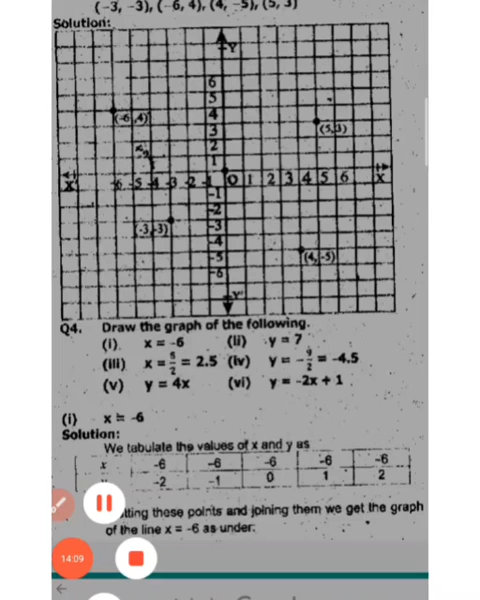 (-3, -3), (-6, 4), (4, -5), (5, 3)
Solution:
Y
6
5
(-6, 4) 4
3 (5,3)
2
1
X' -6 -5 -4 -3 -2 -1 0 1 2 3 4 5 6 X
-1
-2
(-3,-3) -3
-4
-5 (4, -5)
-6
Y'
Q4. Draw the graph of the following.
(i) x = -6 (ii) y = 7
(iii) x = 5/2 = 2.5 (iv) y = -9/2 = -4.5
(v) y = 4x (vi) y = -2x + 1
(i) x = -6
Solution:
We tabulate the values of x and y as
x -6 -6 -6 -6 -6
-2 -1 0 1 2
these points and joining them we get the graph
of the line x = -6 as under:
14:09